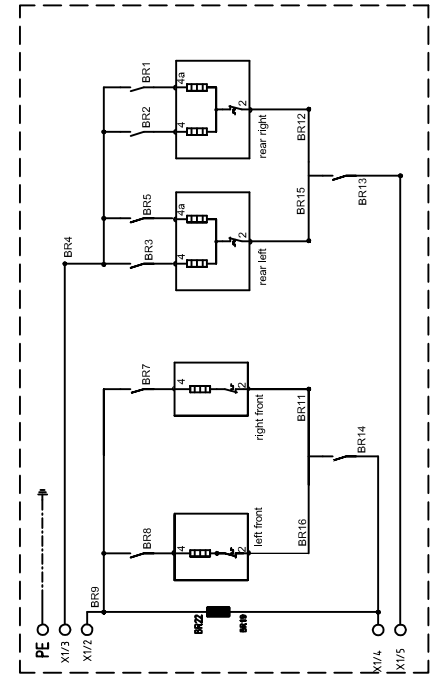 BR1
4a
BR2
4
2
rear right
BR12
BR5
4a
BR4
BR3
4
2
rear left
BR15
BR13
BR7
4
2
right front
BR11
BR14
BR8
4
2
left front
BR16
BR9
BR22
BR10
PE
X1/3
X1/2
X1/4
X1/5